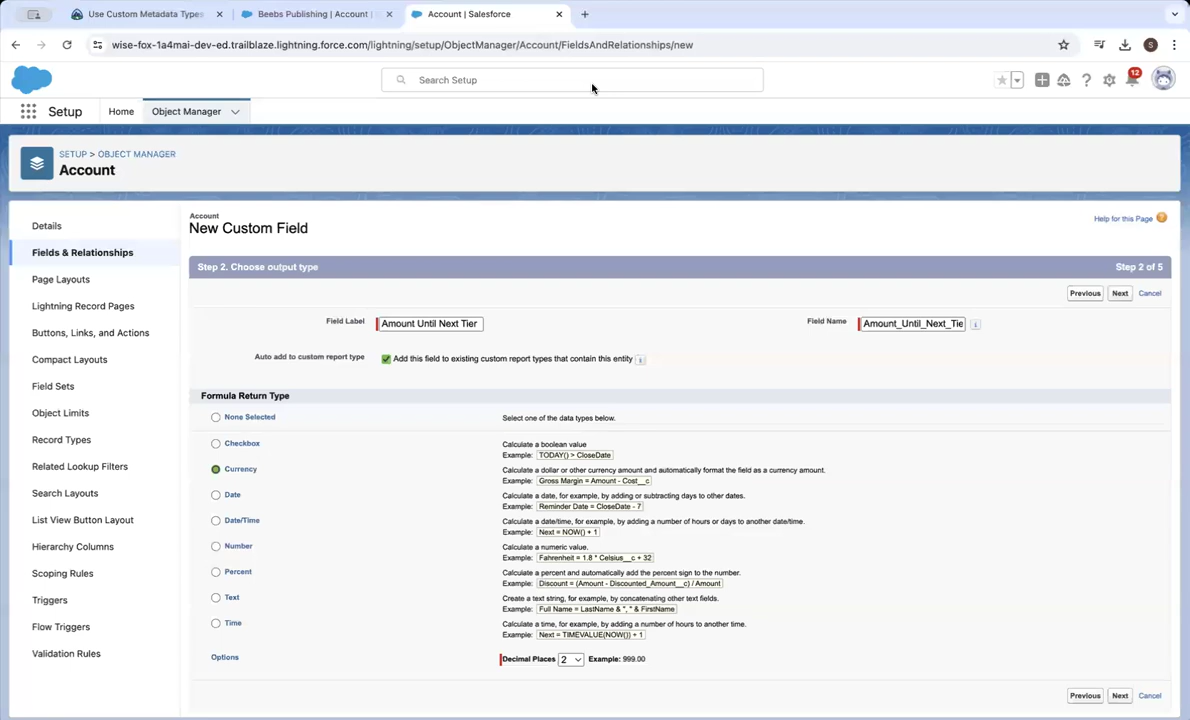 Use Custom Metadata Types
Beebs Publishing | Account |
Account | Salesforce
wise-fox-1a4mai-dev-ed.trailblaze.lightning.force.com/lightning/setup/ObjectManager/Account/FieldsAndRelationships/new
S
Search Setup
12
Setup
Home
Object Manager
SETUP > OBJECT MANAGER
Account
Details
Fields & Relationships
Page Layouts
Lightning Record Pages
Buttons, Links, and Actions
Compact Layouts
Field Sets
Object Limits
Record Types
Related Lookup Filters
Search Layouts
List View Button Layout
Hierarchy Columns
Scoping Rules
Triggers
Flow Triggers
Validation Rules
Account
New Custom Field
Help for this Page
Step 2. Choose output type
Step 2 of 5
Previous Next Cancel
Field Label Amount Until Next Tier
Field Name Amount_Until_Next_Tie
Auto add to custom report type
Add this field to existing custom report types that contain this entity
Formula Return Type
None Selected
Select one of the data types below.
Checkbox
Calculate a boolean value
Example: TODAY() > CloseDate
Currency
Calculate a dollar or other currency amount and automatically format the field as a currency amount.
Example: Gross Margin = Amount - Cost__c
Date
Calculate a date, for example, by adding or subtracting days to other dates.
Example: Reminder Date = CloseDate - 7
Date/Time
Calculate a date/time, for example, by adding a number of hours or days to another date/time.
Example: Next = NOW() + 1
Number
Calculate a numeric value.
Example: Fahrenheit = 1.8 * Celsius__c + 32
Percent
Calculate a percent and automatically add the percent sign to the number.
Example: Discount = (Amount - Discounted_Amount__c) / Amount
Text
Create a text string, for example, by concatenating other text fields.
Example: Full Name = LastName & ", " & FirstName
Time
Calculate a time, for example, by adding a number of hours to another time.
Example: Next = TIMEVALUE(NOW()) + 1
Options
Decimal Places 2 Example: 999.00
Previous Next Cancel